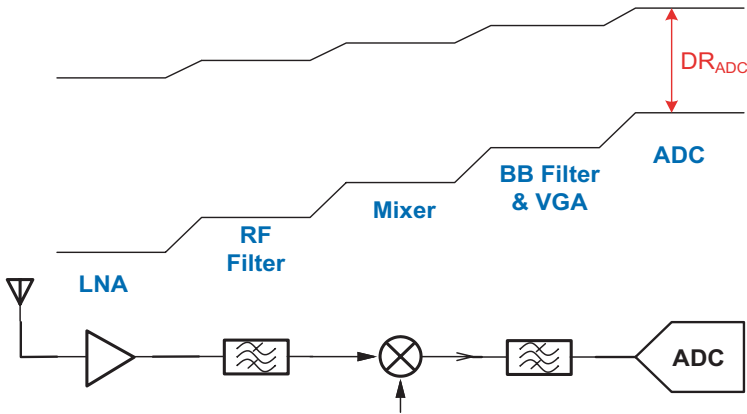 DR_ADC
ADC
BB Filter
& VGA
Mixer
RF
Filter
LNA
ADC